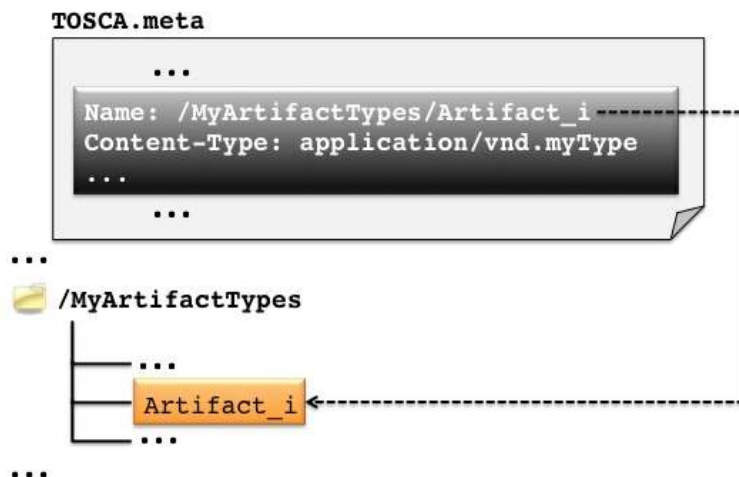 TOSCA.meta
...
Name: /MyArtifactTypes/Artifact_i
Content-Type: application/vnd.myType
...
...
...
/MyArtifactTypes
...
Artifact_i
...
...